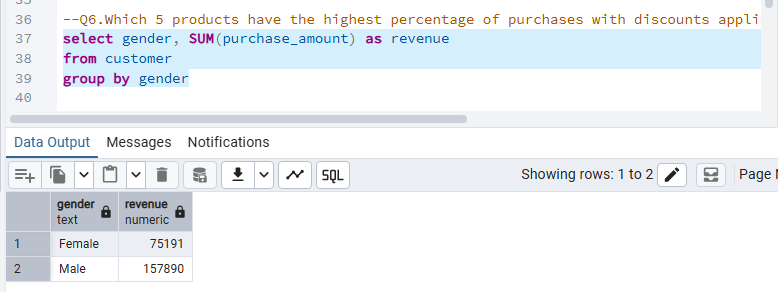 36 --Q6.Which 5 products have the highest percentage of purchases with discounts appli
37 select gender, SUM(purchase_amount) as revenue
38 from customer
39 group by gender
40
Data Output Messages Notifications
SQL Showing rows: 1 to 2 Page
gender revenue
text numeric
1 Female 75191
2 Male 157890